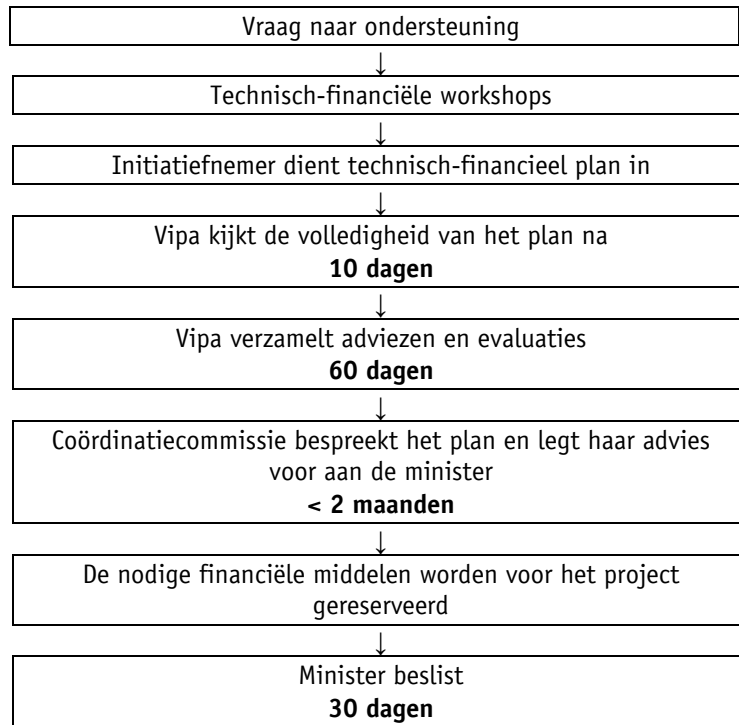 Vraag naar ondersteuning
↓
Technisch-financiële workshops
↓
Initiatiefnemer dient technisch-financieel plan in
↓
Vipa kijkt de volledigheid van het plan na
10 dagen
↓
Vipa verzamelt adviezen en evaluaties
60 dagen
↓
Coördinatiecommissie bespreekt het plan en legt haar advies
voor aan de minister
< 2 maanden
↓
De nodige financiële middelen worden voor het project
gereserveerd
↓
Minister beslist
30 dagen